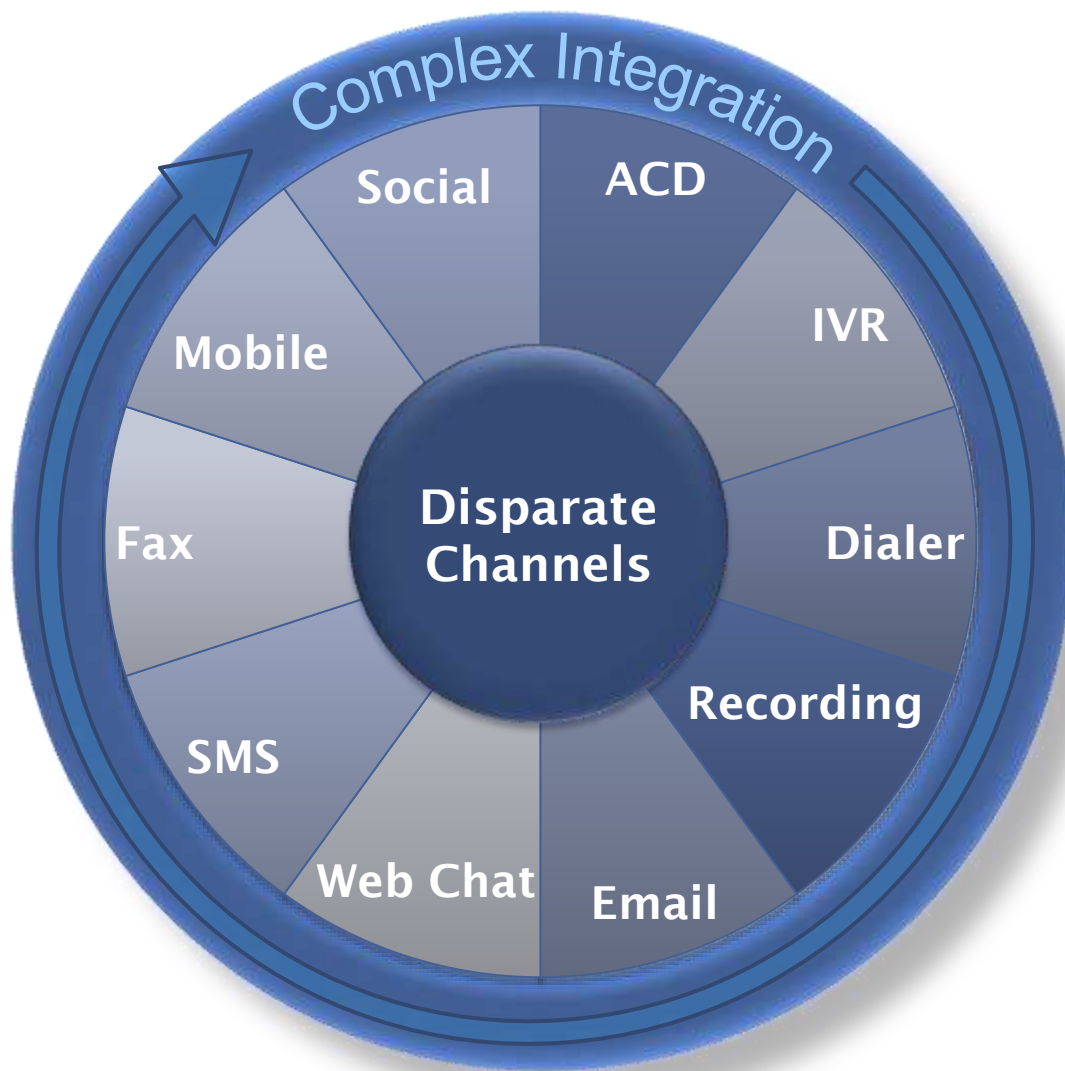 Complex Integration
Social
ACD
IVR
Mobile
Disparate
Channels
Fax
Dialer
Recording
SMS
Web Chat
Email